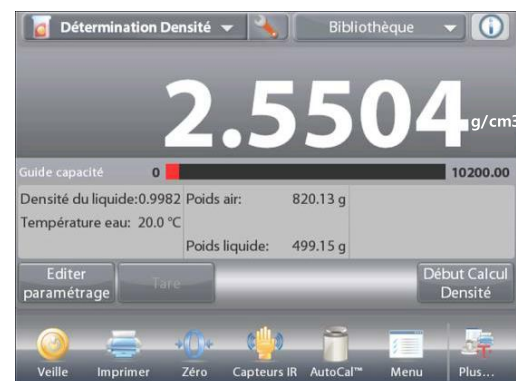 Détermination Densité Bibliothèque
2.5504 g/cm3
Guide capacité 0 10200.00
Densité du liquide:0.9982 Poids air: 820.13 g
Température eau: 20.0 °C
Poids liquide: 499.15 g
Editer paramétrage
Tare
Début Calcul Densité
Veille Imprimer Zéro Capteurs IR AutoCal™ Menu Plus...